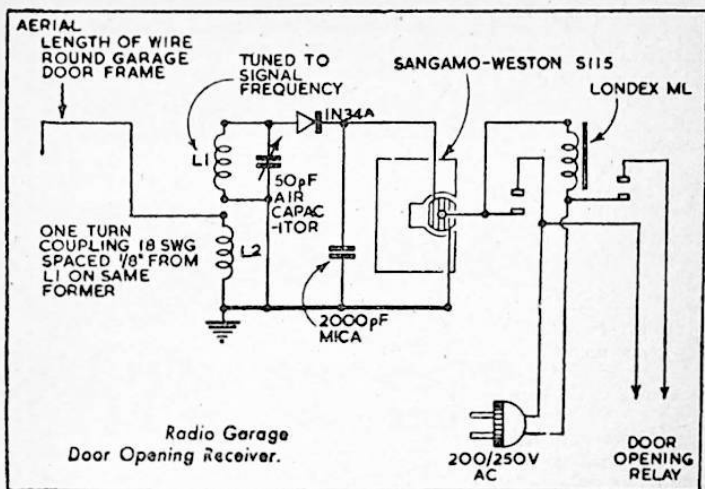 AERIAL
LENGTH OF WIRE
ROUND GARAGE
DOOR FRAME
TUNED TO
SIGNAL
FREQUENCY
1N34A
SANGAMO-WESTON S115
LONDEX ML
L1
50pF
AIR
CAPAC
-ITOR
ONE TURN
COUPLING 18 SWG
SPACED 1/8" FROM
L1 ON SAME
FORMER
L2
2000pF
MICA
Radio Garage
Door Opening Receiver.
200/250V
AC
DOOR
OPENING
RELAY